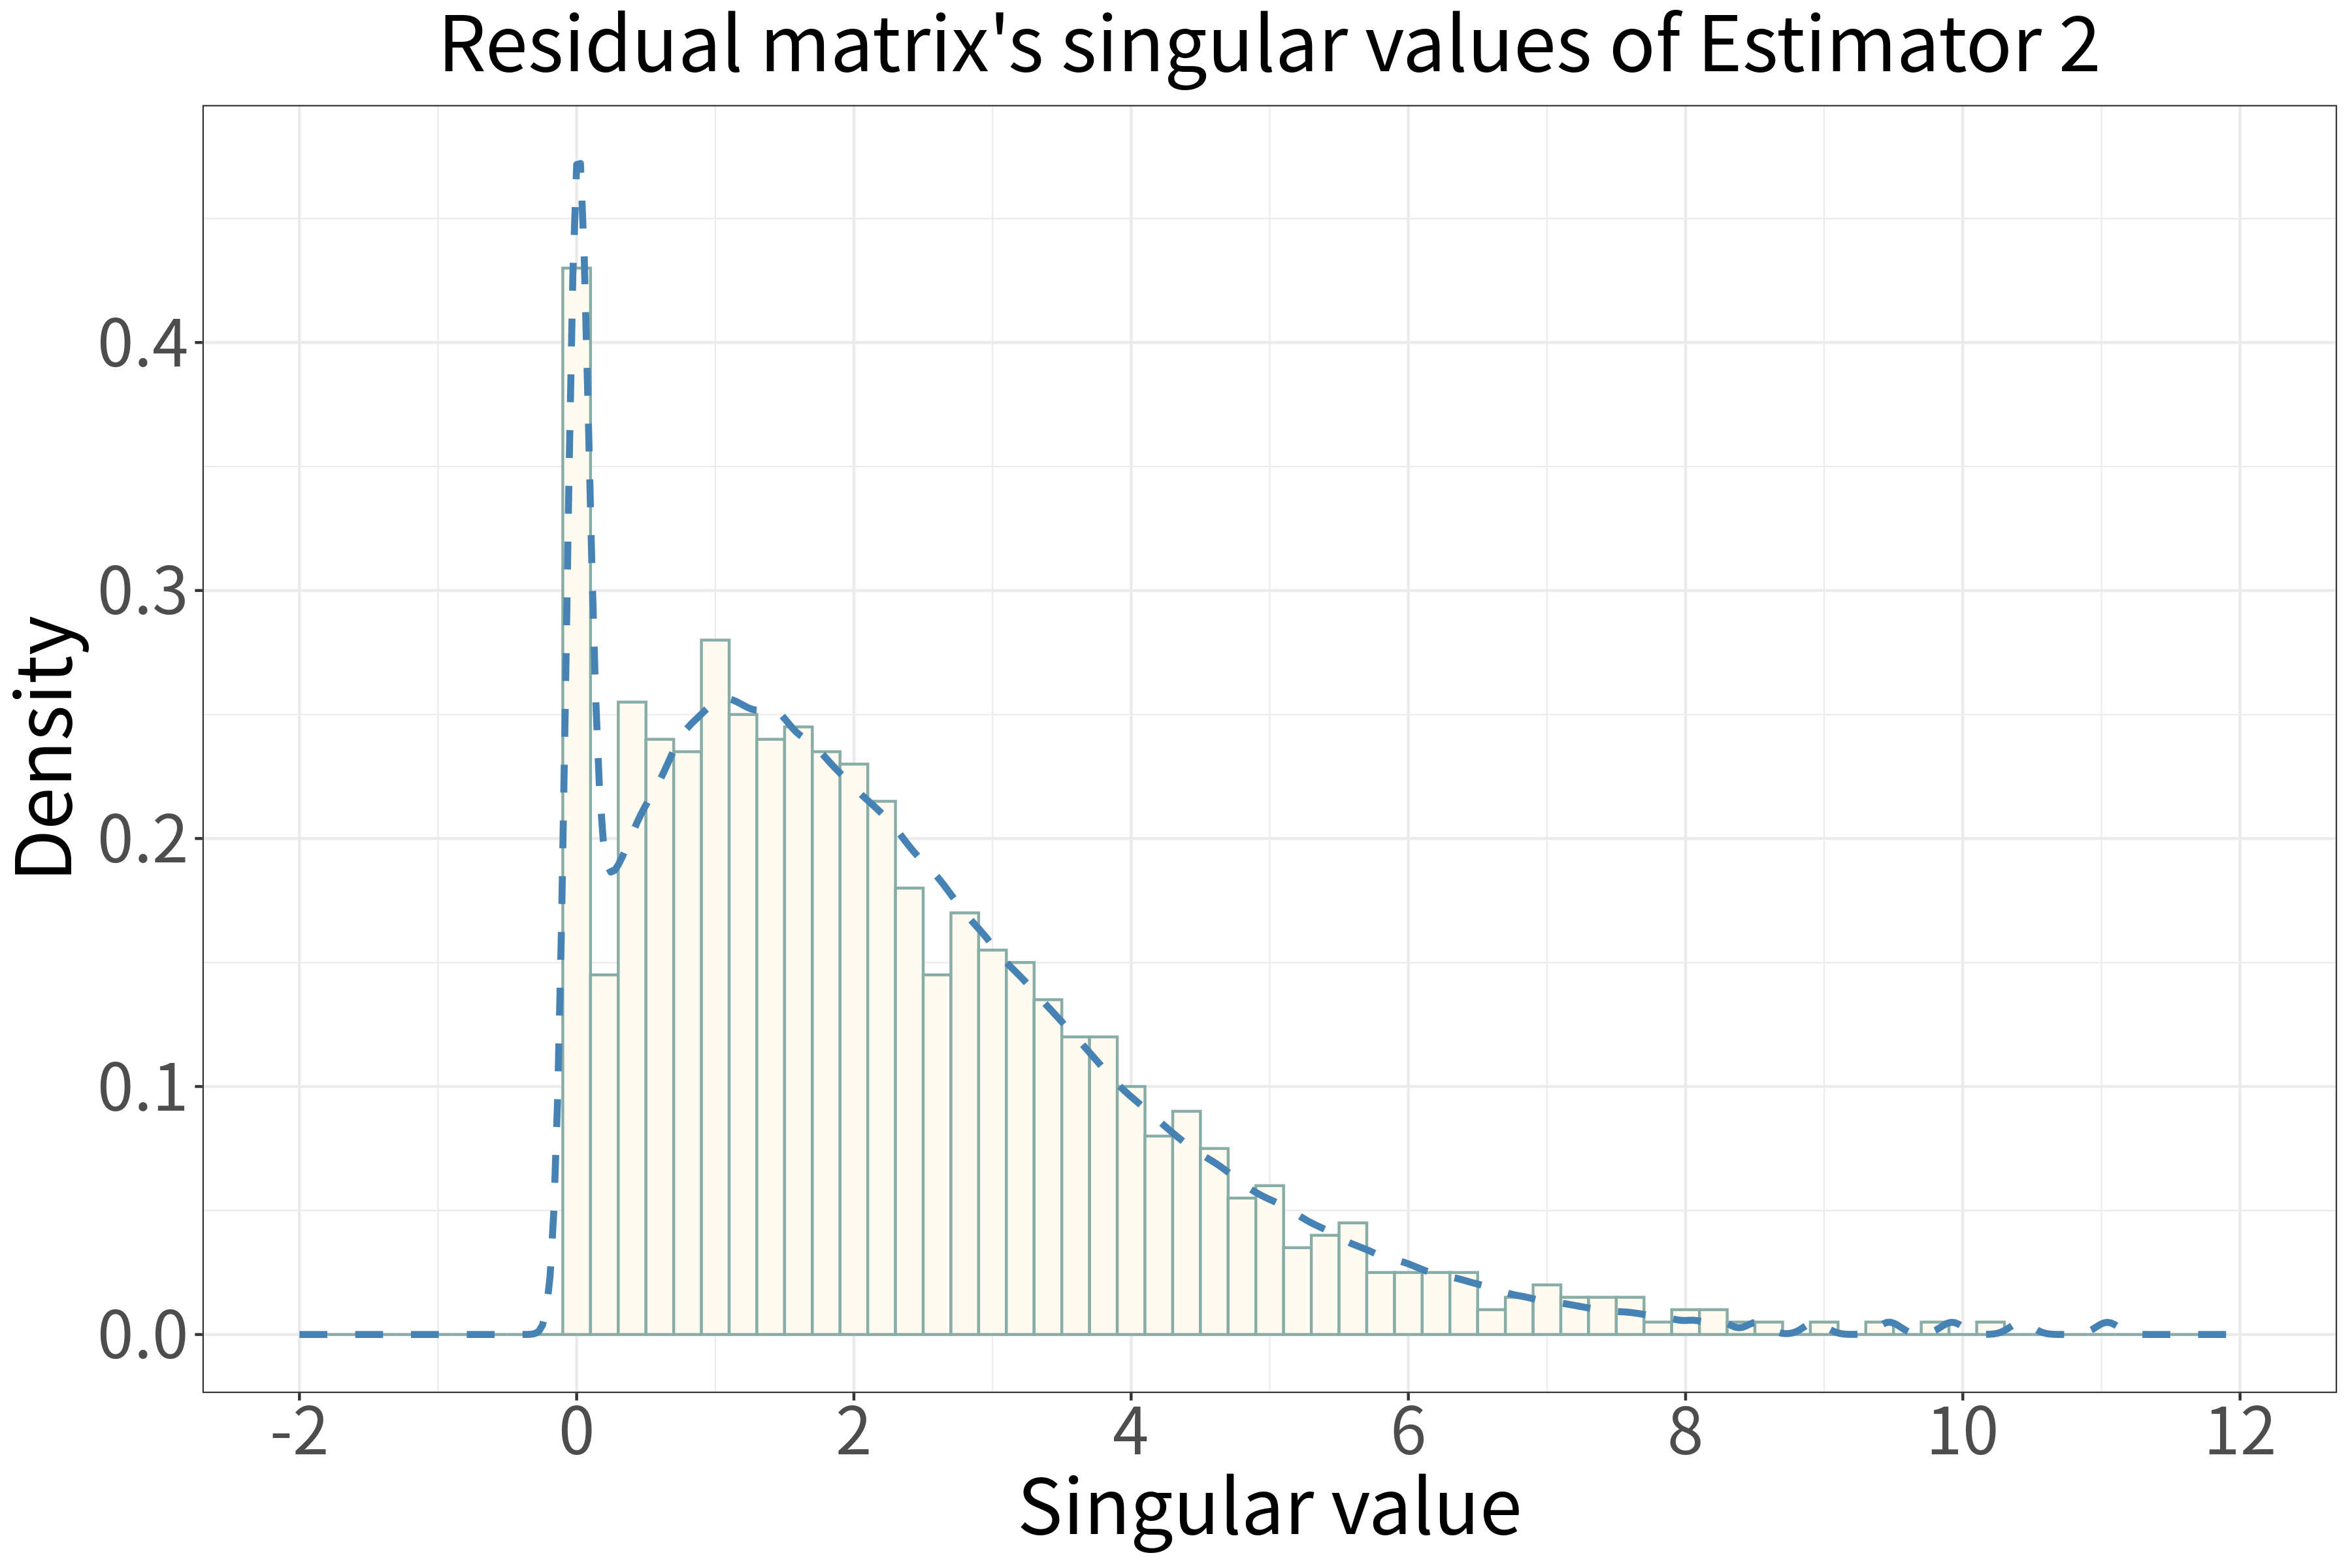 Residual matrix's singular values of Estimator 2
Density
0.4
0.3
0.2
0.1
0.0
-2 0 2 4 6 8 10 12
Singular value